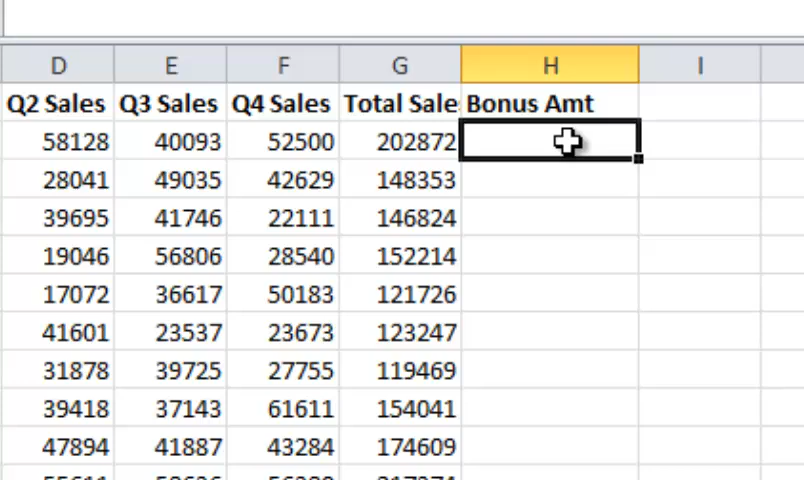 D E F G H I
Q2 Sales Q3 Sales Q4 Sales Total Sale Bonus Amt
58128 40093 52500 202872
28041 49035 42629 148353
39695 41746 22111 146824
19046 56806 28540 152214
17072 36617 50183 121726
41601 23537 23673 123247
31878 39725 27755 119469
39418 37143 61611 154041
47894 41887 43284 174609